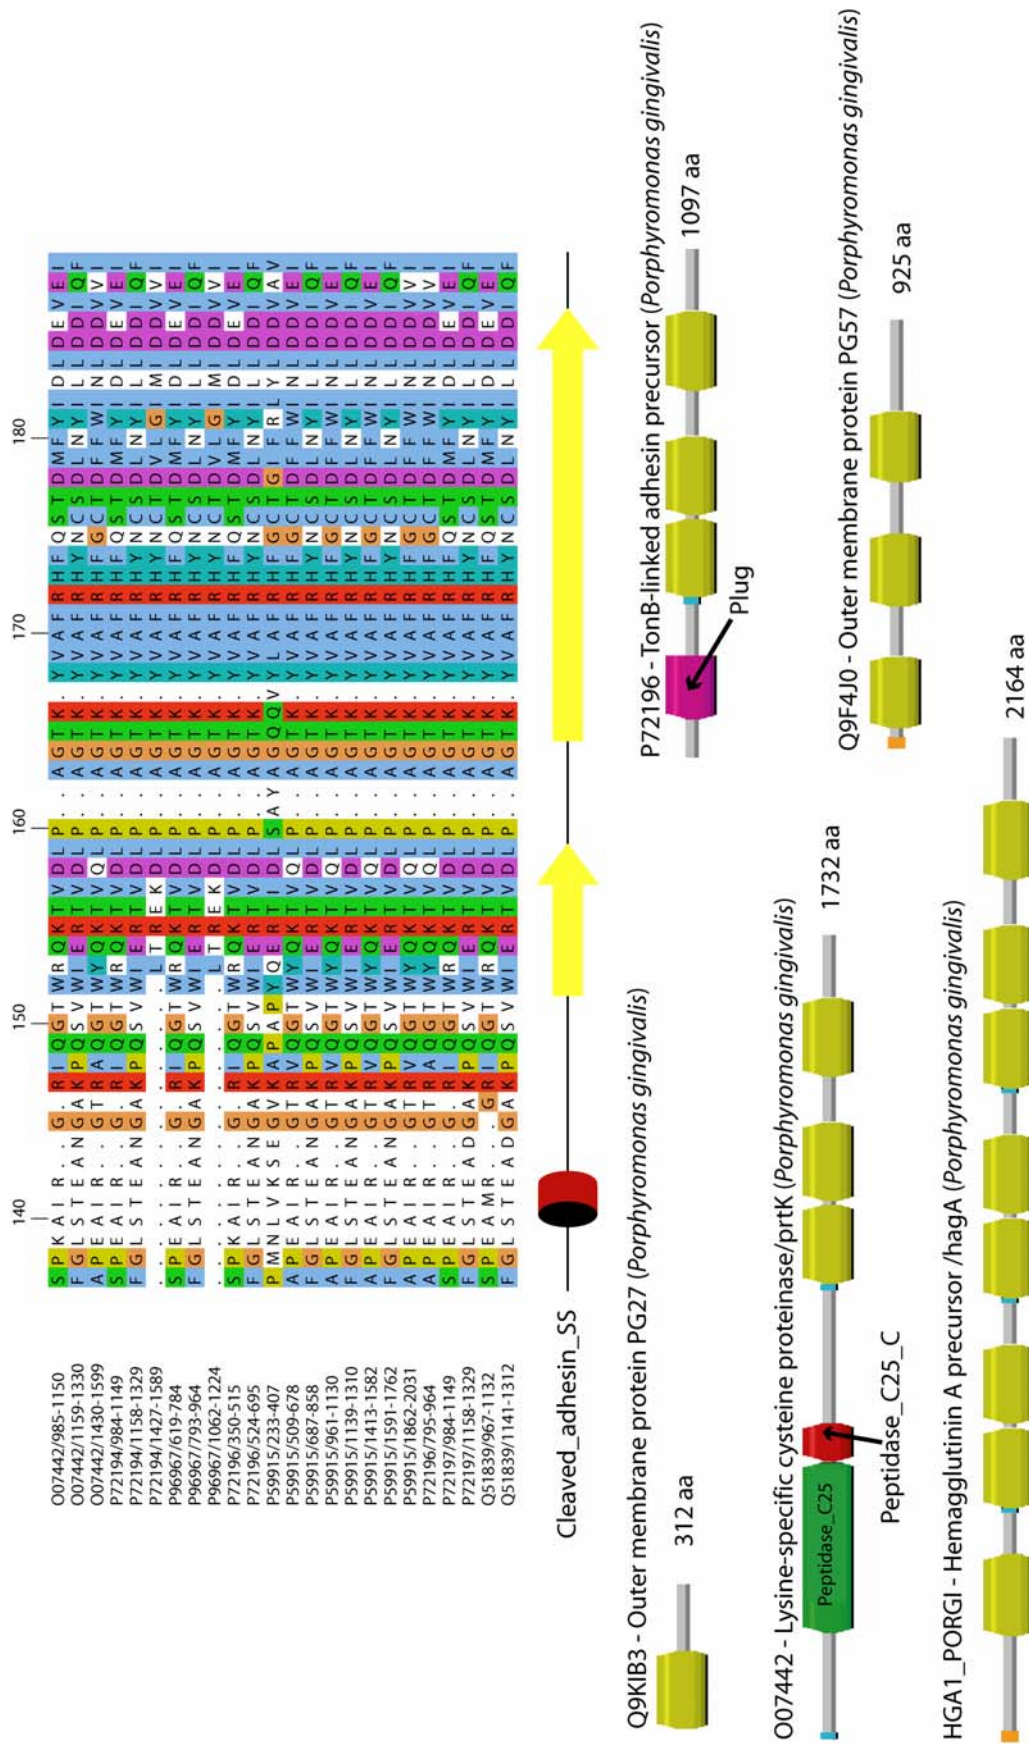 140 150 160 170 180
O07442/985-1150 S P K A I R . . G . R I Q G T W R Q K T V D L P . . A G T K . Y V A F R H F Q S T D M F Y I D L D E V E I
O07442/1159-1330 F G L S T E A N G A K P Q S V W I E R T V D L P . . A G T K . Y V A F R H Y N C S D L N Y I L L D D I Q F
O07442/1430-1599 A P E A I R . . G T R A Q G T W Y Q K T V Q L P . . A G T K . Y V A F R H F G C T D F F W I N L D D V V I
P72194/984-1149 S P E A I R . . G . R I Q G T W R Q K T V D L P . . A G T K . Y V A F R H F Q S T D M F Y I D L D E V E I
P72194/1158-1329 F G L S T E A N G A K P Q S V W I E R T V D L P . . A G T K . Y V A F R H Y N C S D L N Y I L L D D I Q F
P72194/1427-1589 . . . . . . . . . . . . . . . . L T R E K D L P . . A G T K . Y V A F R H Y N C T D V L G I M I D D V V I
P96967/619-784 S P E A I R . . G . R I Q G T W R Q K T V D L P . . A G T K . Y V A F R H F Q S T D M F Y I D L D E V E I
P96967/793-964 F G L S T E A N G A K P Q S V W I E R T V D L P . . A G T K . Y V A F R H Y N C S D L N Y I L L D D I Q F
P96967/1062-1224 . . . . . . . . . . . . . . . . L T R E K D L P . . A G T K . Y V A F R H Y N C T D V L G I M I D D V V I
P72196/350-515 S P K A I R . . G . R I Q G T W R Q K T V D L P . . A G T K . Y V A F R H F Q S T D M F Y I D L D E V E I
P72196/524-695 F G L S T E A N G A K P Q S V W I E R T V D L P . . A G T K . Y V A F R H Y N C S D L N Y I L L D D I Q F
P59915/233-407 P M N L V K S E G V K A P A P Y Q E R T I D L S A Y A G Q Q V Y L A F R H F G C T G I F R L Y L D D V A V
P59915/509-678 A P E A I R . . G T R V Q G T W Y Q K T V Q L P . . A G T K . Y V A F R H F G C T D F F W I N L D D V E I
P59915/687-858 F G L S T E A N G A K P Q S V W I E R T V D L P . . A G T K . Y V A F R H Y N C S D L N Y I L L D D I Q F
P59915/961-1130 A P E A I R . . G T R V Q G T W Y Q K T V Q L P . . A G T K . Y V A F R H F G C T D F F W I N L D D V E I
P59915/1139-1310 F G L S T E A N G A K P Q S V W I E R T V D L P . . A G T K . Y V A F R H Y N C S D L N Y I L L D D I Q F
P59915/1413-1582 A P E A I R . . G T R V Q G T W Y Q K T V Q L P . . A G T K . Y V A F R H F G C T D F F W I N L D D V E I
P59915/1591-1762 F G L S T E A N G A K P Q S V W I E R T V D L P . . A G T K . Y V A F R H Y N C S D L N Y I L L D D I Q F
P59915/1862-2031 A P E A I R . . G T R V Q G T W Y Q K T V Q L P . . A G T K . Y V A F R H F G C T D F F W I N L D D V V I
P72196/795-964 A P E A I R . . G T R A Q G T W Y Q K T V Q L P . . A G T K . Y V A F R H F G C T D F F W I N L D D V V I
P72197/984-1149 S P E A I R . . G . R I Q G T W R Q K T V D L P . . A G T K . Y V A F R H F Q S T D M F Y I D L D E V E I
P72197/1158-1329 F G L S T E A D G A K P Q S V W I E R T V D L P . . A G T K . Y V A F R H Y N C S D L N Y I L L D D I Q F
Q51839/967-1132 S P E A M R . . . G R I Q G T W R Q K T V D L P . . A G T K . Y V A F R H F Q S T D M F Y I D L D E V E I
Q51839/1141-1312 F G L S T E A D G A K P Q S V W I E R T V D L P . . A G T K . Y V A F R H Y N C S D L N Y I L L D D I Q F
Cleaved_adhesin_SS
Q9KIB3 - Outer membrane protein PG27 (Porphyromonas gingivalis)
312 aa
P72196 - TonB-linked adhesin precursor (Porphyromonas gingivalis)
1097 aa
Plug
O07442 - Lysine-specific cysteine proteinase/prtK (Porphyromonas gingivalis)
Peptidase_C25
1732 aa
Peptidase_C25_C
Q9F4J0 - Outer membrane protein PG57 (Porphyromonas gingivalis)
925 aa
HGA1_PORGI - Hemagglutinin A precursor /hagA (Porphyromonas gingivalis)
2164 aa